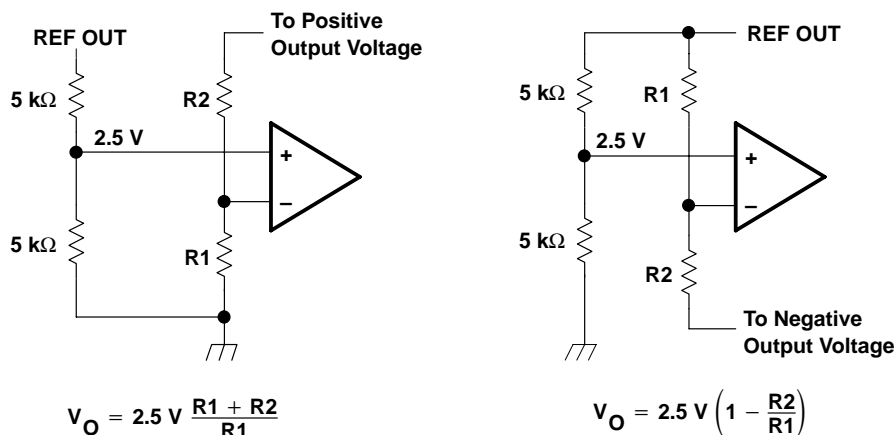 REF OUT
5 kΩ
2.5 V
5 kΩ
To Positive
Output Voltage
R2
R1
+
−
V_O = 2.5 V (R1 + R2)/R1
REF OUT
5 kΩ
R1
2.5 V
+
−
5 kΩ
R2
To Negative
Output Voltage
V_O = 2.5 V (1 − R2/R1)